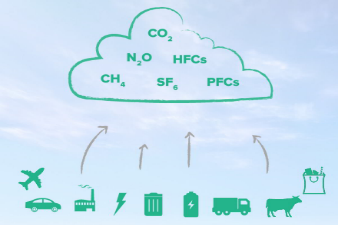 CO₂
N₂O HFCs
CH₄ SF₆ PFCs